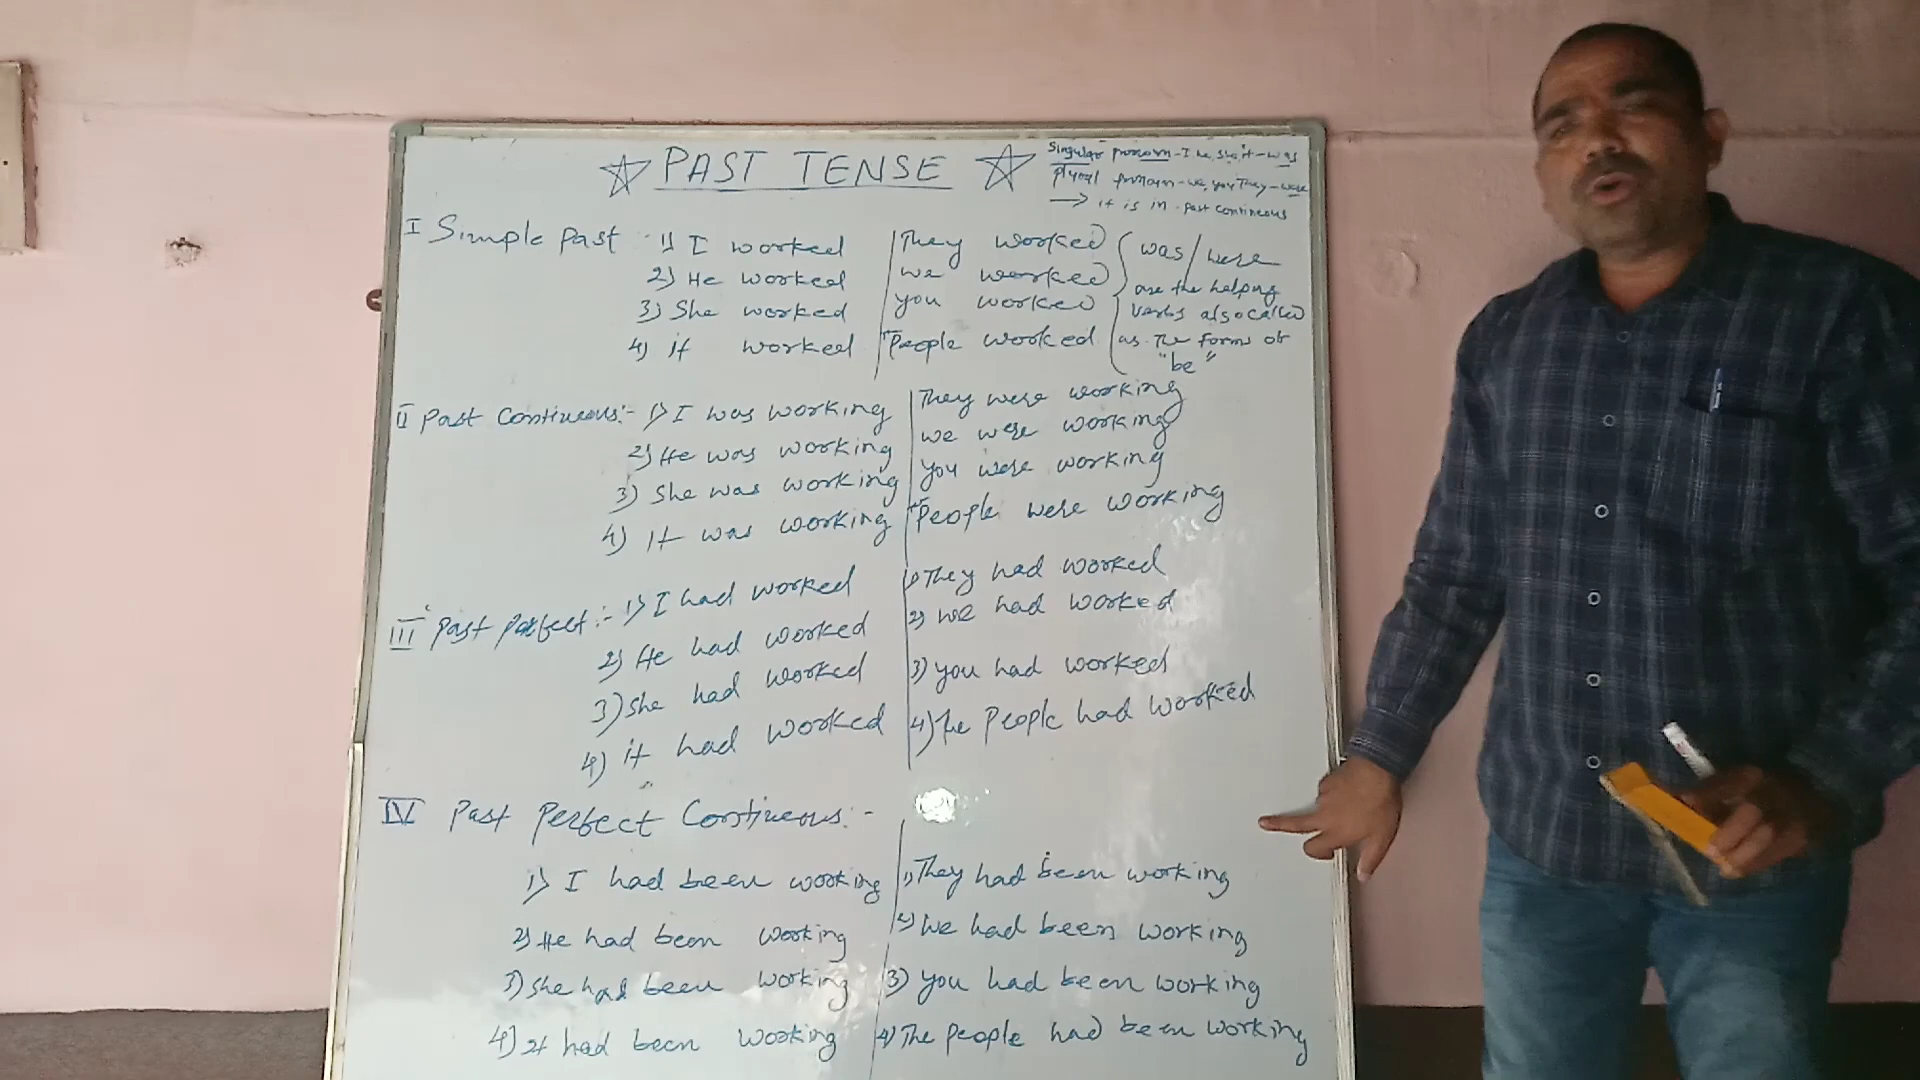 PAST TENSE
Singular pronoun - I he, she, it - was
plural pronoun - we, you They - were
→ it is in past continueous
I Simple Past 1) I worked
2) He worked
3) She worked
4) it worked
They worked
we worked
you worked
People worked
was/were
are the helping
verbs also called
as the forms of
"be"
II Past Continueous:- 1) I was working
2) He was working
3) She was working
4) It was working
They were working
we were working
you were working
People were working
III Past Perfect:- 1) I had worked
2) He had worked
3) She had worked
4) it had worked
1) They had worked
2) we had worked
3) you had worked
4) The People had worked
IV Past Perfect Continueous:-
1) I had been working
2) He had been working
3) She had been working
4) It had been working
1) They had been working
2) We had been working
3) you had been working
4) The people had been working